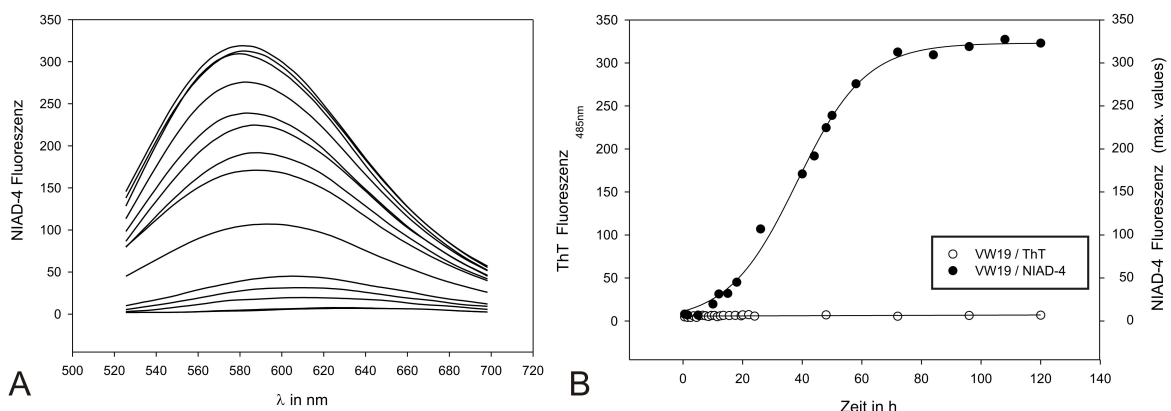 350
300
250
200
150
100
50
0
NIAD-4 Fluoreszenz
500 520 540 560 580 600 620 640 660 680 700 720
λ in nm
A
350
300
250
200
150
100
50
0
ThT Fluoreszenz 485nm
VW19 / ThT
VW19 / NIAD-4
350
300
250
200
150
100
50
0
NIAD-4 Fluoreszenz (max. values)
0 20 40 60 80 100 120 140
Zeit in h
B